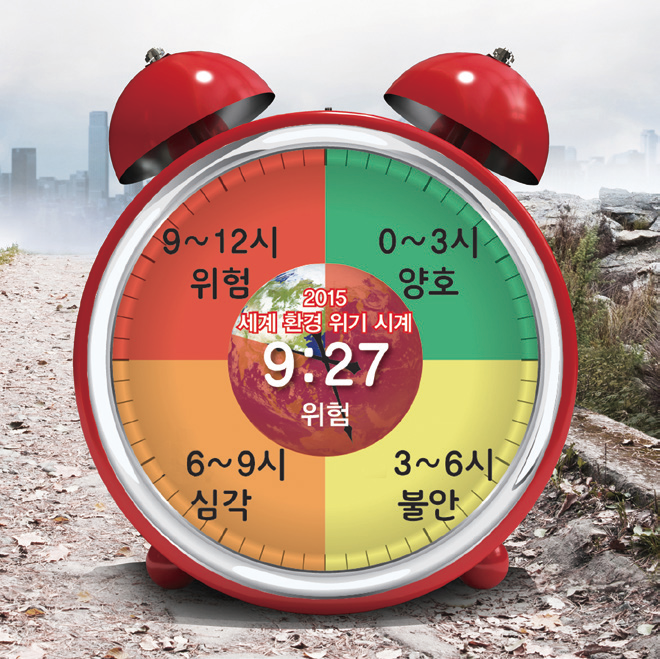 9~12시
위험
0~3시
양호
2015
세계 환경 위기 시계
9:27
위험
6~9시
심각
3~6시
불안